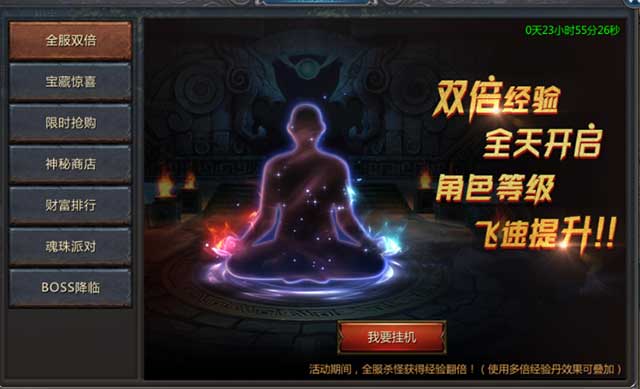 0天23小时55分26秒
全服双倍
宝藏惊喜
限时抢购
神秘商店
财富排行
魂珠派对
BOSS降临
双倍经验
全天开启
角色等级
飞速提升!!
我要挂机
活动期间，全服杀怪获得经验翻倍！（使用多倍经验丹效果可叠加）